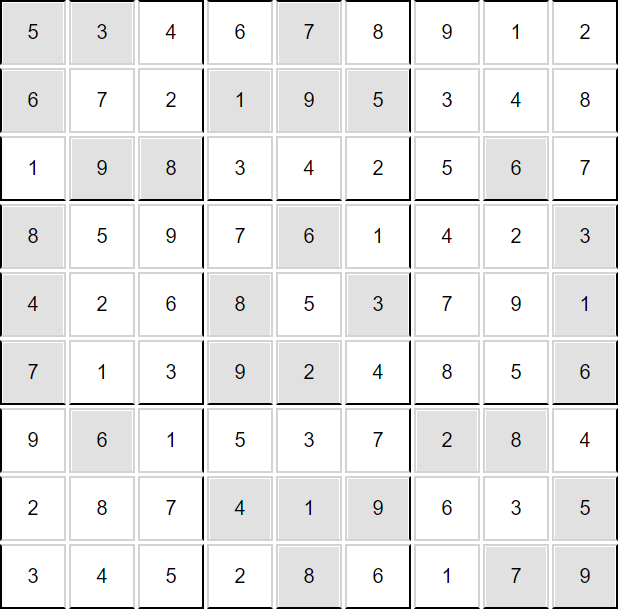 5 3 4 6 7 8 9 1 2
6 7 2 1 9 5 3 4 8
1 9 8 3 4 2 5 6 7
8 5 9 7 6 1 4 2 3
4 2 6 8 5 3 7 9 1
7 1 3 9 2 4 8 5 6
9 6 1 5 3 7 2 8 4
2 8 7 4 1 9 6 3 5
3 4 5 2 8 6 1 7 9